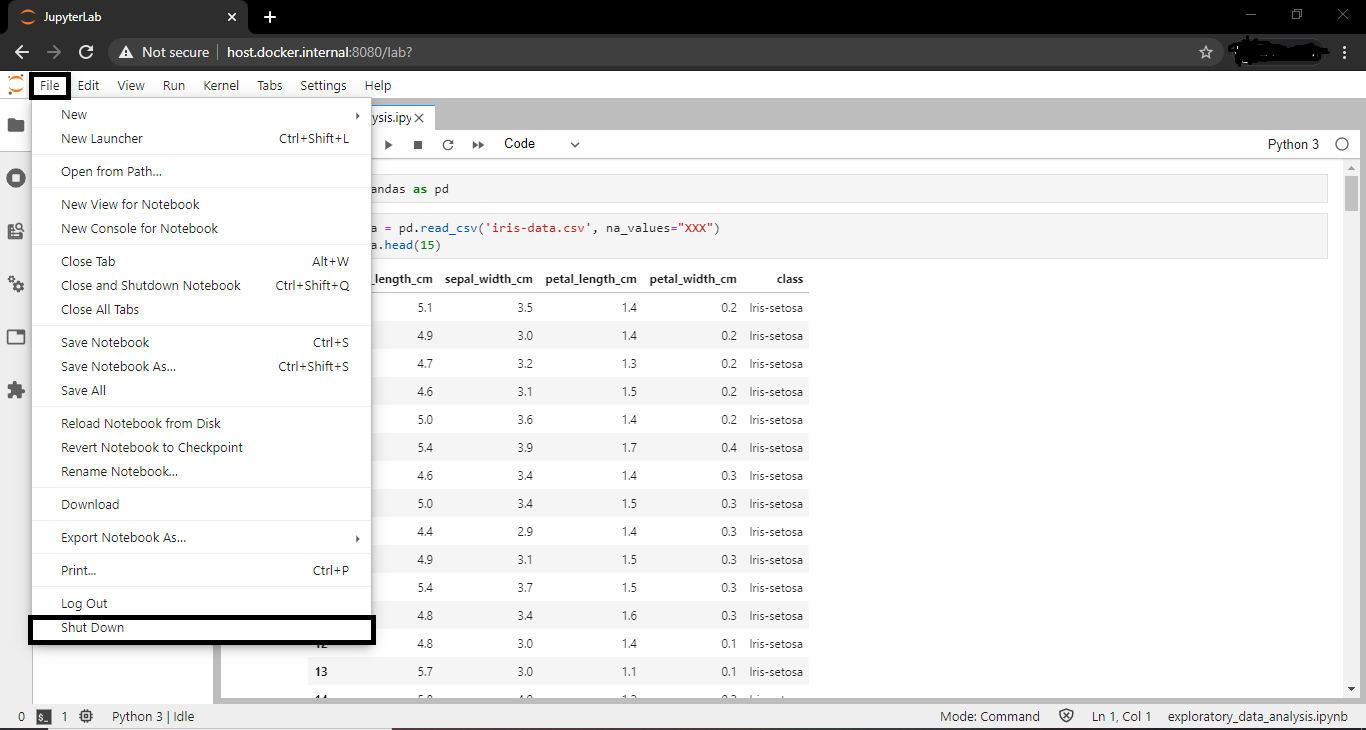 JupyterLab
Not secure host.docker.internal:8080/lab?
File Edit View Run Kernel Tabs Settings Help
New
New Launcher Ctrl+Shift+L
Open from Path...
New View for Notebook
New Console for Notebook
Close Tab Alt+W
Close and Shutdown Notebook Ctrl+Shift+Q
Close All Tabs
Save Notebook Ctrl+S
Save Notebook As... Ctrl+Shift+S
Save All
Reload Notebook from Disk
Revert Notebook to Checkpoint
Rename Notebook...
Download
Export Notebook As...
Print... Ctrl+P
Log Out
Shut Down
ysis.ipy
Code Python 3
andas as pd
a = pd.read_csv('iris-data.csv', na_values="XXX")
a.head(15)
_length_cm sepal_width_cm petal_length_cm petal_width_cm class
5.1 3.5 1.4 0.2 Iris-setosa
4.9 3.0 1.4 0.2 Iris-setosa
4.7 3.2 1.3 0.2 Iris-setosa
4.6 3.1 1.5 0.2 Iris-setosa
5.0 3.6 1.4 0.2 Iris-setosa
5.4 3.9 1.7 0.4 Iris-setosa
4.6 3.4 1.4 0.3 Iris-setosa
5.0 3.4 1.5 0.3 Iris-setosa
4.4 2.9 1.4 0.3 Iris-setosa
4.9 3.1 1.5 0.3 Iris-setosa
5.4 3.7 1.5 0.3 Iris-setosa
4.8 3.4 1.6 0.3 Iris-setosa
12 4.8 3.0 1.4 0.1 Iris-setosa
13 5.7 3.0 1.1 0.1 Iris-setosa
0 1 Python 3 | Idle Mode: Command Ln 1, Col 1 exploratory_data_analysis.ipynb